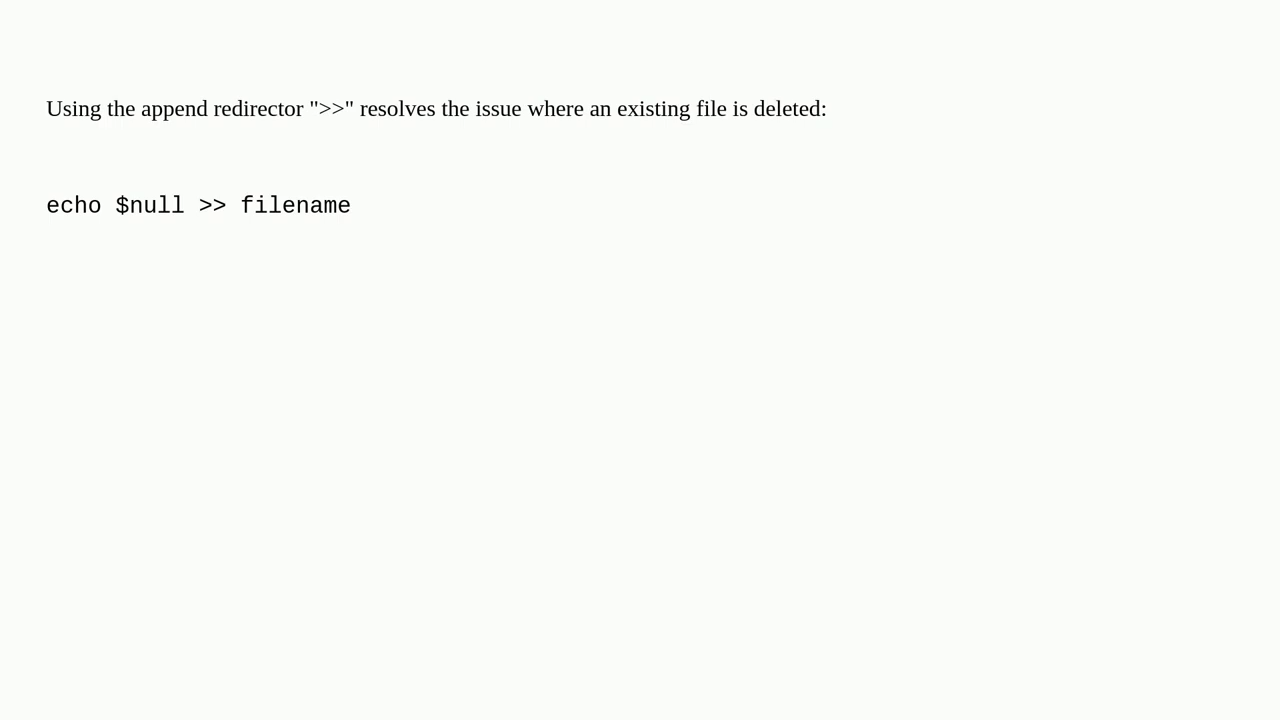 Using the append redirector ">>" resolves the issue where an existing file is deleted:
echo $null >> filename